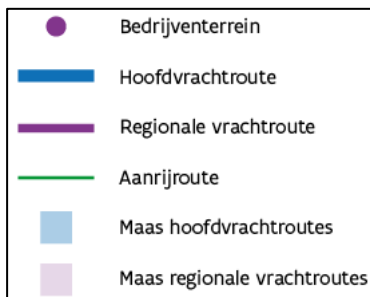 Bedrijventerrein
Hoofdvrachtroute
Regionale vrachtroute
Aanrijroute
Maas hoofdvrachtroutes
Maas regionale vrachtroutes